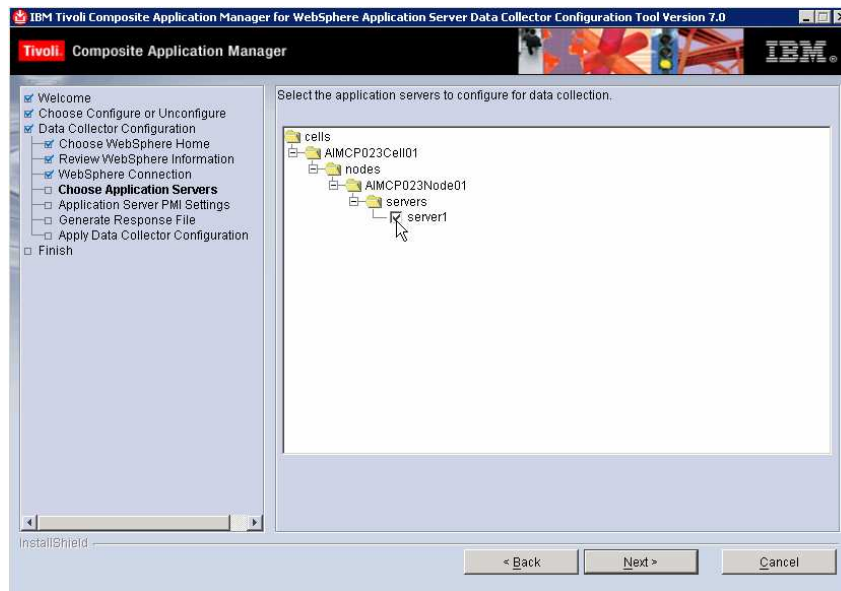 IBM Tivoli Composite Application Manager for WebSphere Application Server Data Collector Configuration Tool Version 7.0
Tivoli. Composite Application Manager
IBM
Welcome
Choose Configure or Unconfigure
Data Collector Configuration
Choose WebSphere Home
Review WebSphere Information
WebSphere Connection
Choose Application Servers
Application Server PMI Settings
Generate Response File
Apply Data Collector Configuration
Finish
Select the application servers to configure for data collection.
cells
AIMCP023Cell01
nodes
AIMCP023Node01
servers
server1
InstallShield
< Back
Next >
Cancel